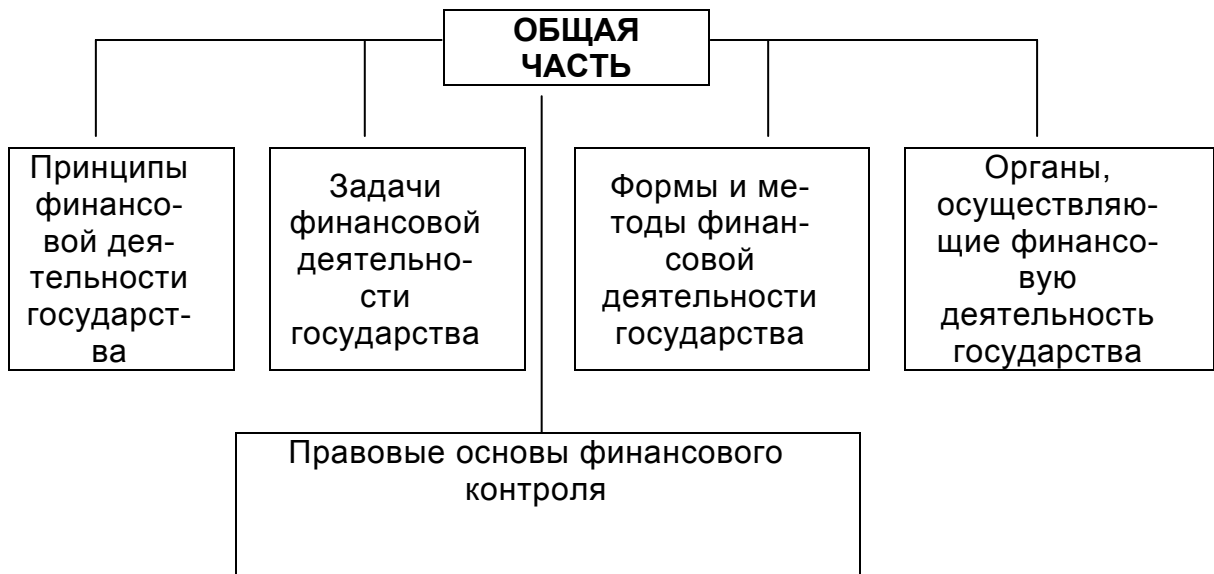 ОБЩАЯ
ЧАСТЬ
Принципы
финансо-
вой дея-
тельности
государст-
ва
Задачи
финансовой
деятельно-
сти
государства
Формы и ме-
тоды финан-
совой
деятельности
государства
Органы,
осуществляю-
щие финансо-
вую
деятельность
государства
Правовые основы финансового
контроля